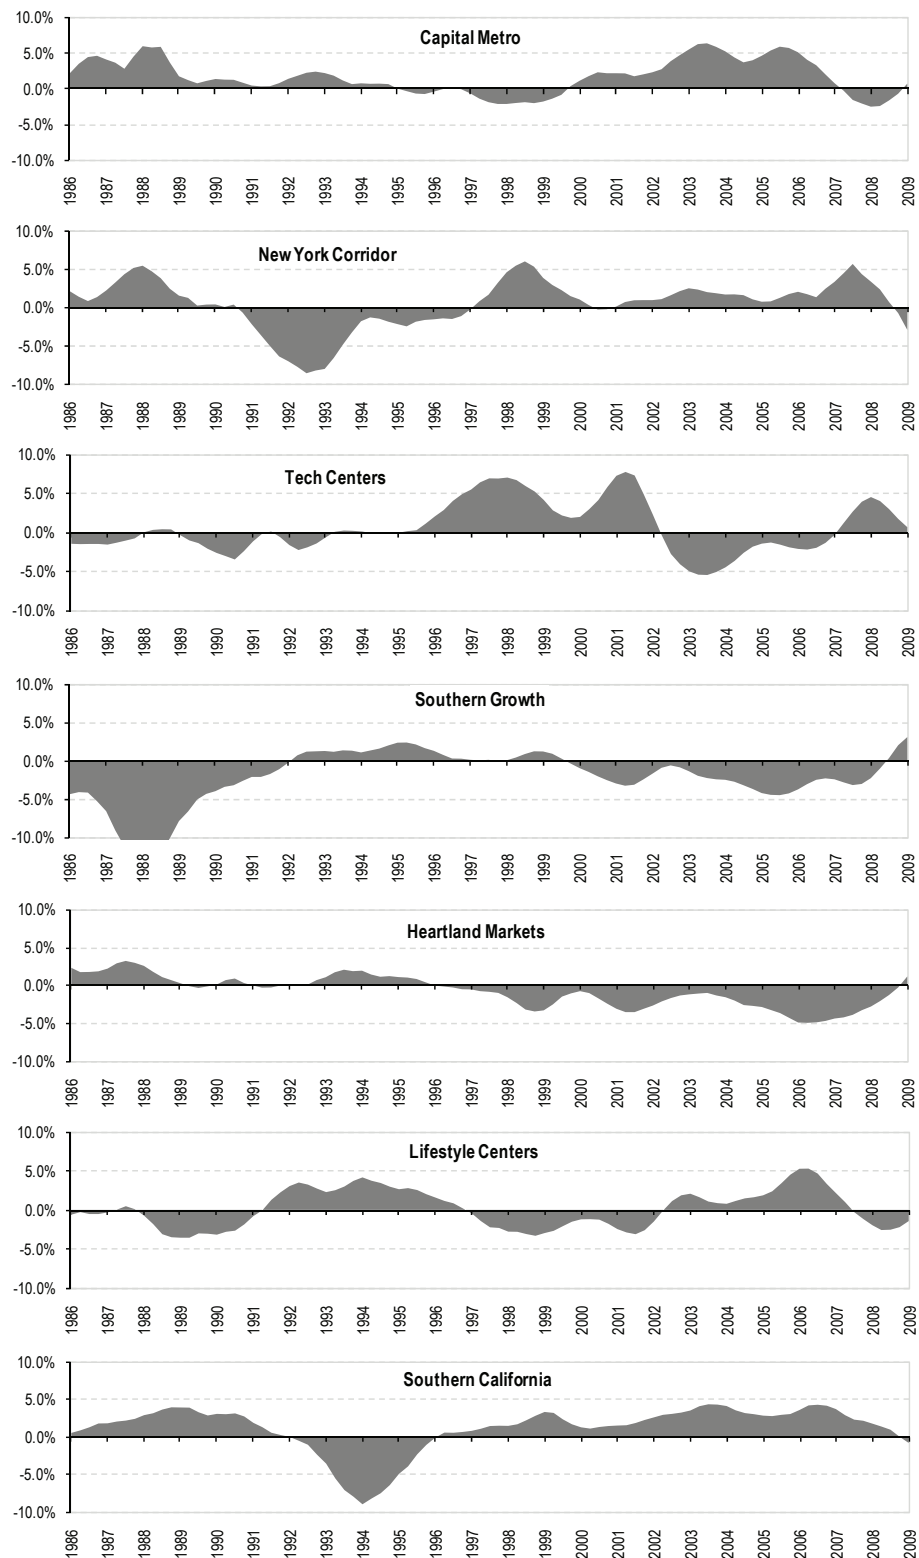 10.0%
Capital Metro
5.0%
0.0%
-5.0%
-10.0%
1986 1987 1988 1989 1990 1991 1992 1993 1994 1995 1996 1997 1998 1999 2000 2001 2002 2003 2004 2005 2006 2007 2008 2009
10.0%
New York Corridor
5.0%
0.0%
-5.0%
-10.0%
1986 1987 1988 1989 1990 1991 1992 1993 1994 1995 1996 1997 1998 1999 2000 2001 2002 2003 2004 2005 2006 2007 2008 2009
10.0%
Tech Centers
5.0%
0.0%
-5.0%
-10.0%
1986 1987 1988 1989 1990 1991 1992 1993 1994 1995 1996 1997 1998 1999 2000 2001 2002 2003 2004 2005 2006 2007 2008 2009
10.0%
Southern Growth
5.0%
0.0%
-5.0%
-10.0%
1986 1987 1988 1989 1990 1991 1992 1993 1994 1995 1996 1997 1998 1999 2000 2001 2002 2003 2004 2005 2006 2007 2008 2009
10.0%
Heartland Markets
5.0%
0.0%
-5.0%
-10.0%
1986 1987 1988 1989 1990 1991 1992 1993 1994 1995 1996 1997 1998 1999 2000 2001 2002 2003 2004 2005 2006 2007 2008 2009
10.0%
Lifestyle Centers
5.0%
0.0%
-5.0%
-10.0%
1986 1987 1988 1989 1990 1991 1992 1993 1994 1995 1996 1997 1998 1999 2000 2001 2002 2003 2004 2005 2006 2007 2008 2009
10.0%
Southern California
5.0%
0.0%
-5.0%
-10.0%
1986 1987 1988 1989 1990 1991 1992 1993 1994 1995 1996 1997 1998 1999 2000 2001 2002 2003 2004 2005 2006 2007 2008 2009